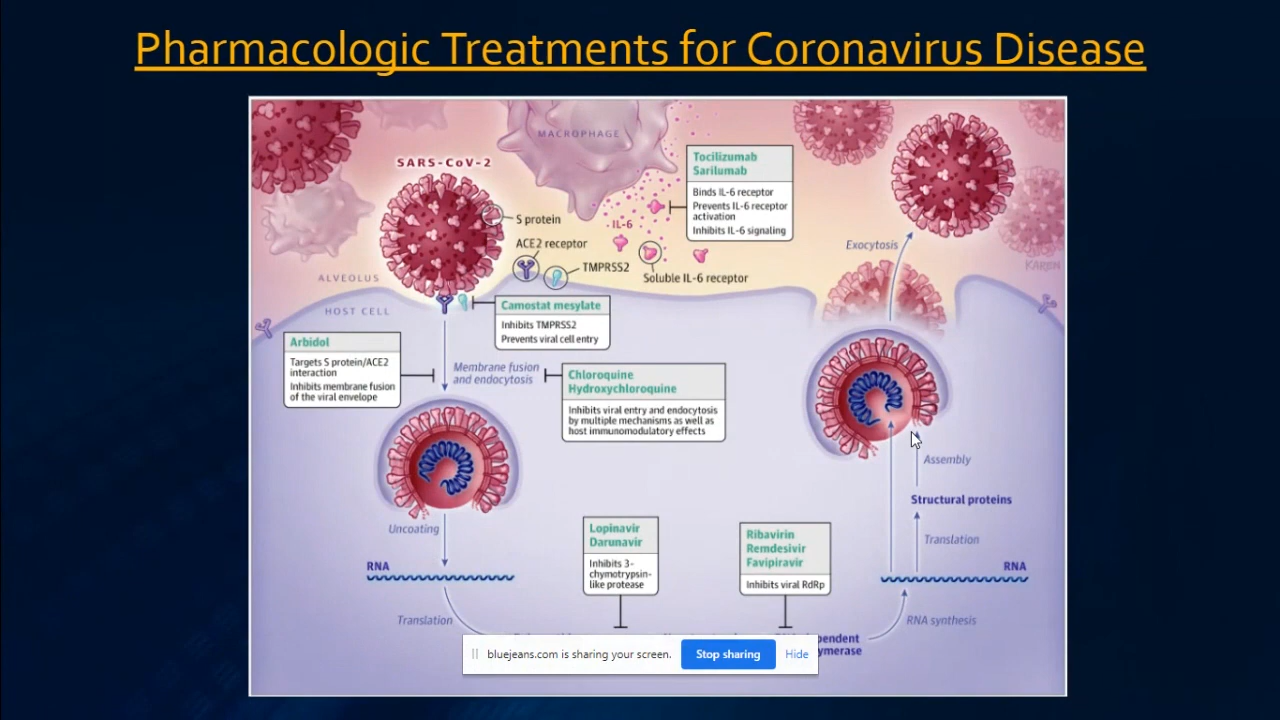 Pharmacologic Treatments for Coronavirus Disease
MACROPHAGE
SARS-CoV-2
Tocilizumab
Sarilumab
Binds IL-6 receptor
Prevents IL-6 receptor
activation
Inhibits IL-6 signaling
S protein
IL-6
ACE2 receptor
TMPRSS2
Soluble IL-6 receptor
Exocytosis
KAREN
ALVEOLUS
HOST CELL
Camostat mesylate
Inhibits TMPRSS2
Prevents viral cell entry
Arbidol
Targets S protein/ACE2
interaction
Inhibits membrane fusion
of the viral envelope
Membrane fusion
and endocytosis
Chloroquine
Hydroxychloroquine
Inhibits viral entry and endocytosis
by multiple mechanisms as well as
host immunomodulatory effects
Assembly
Structural proteins
Translation
RNA
Uncoating
RNA
Lopinavir
Darunavir
Inhibits 3-
chymotrypsin-
like protease
Ribavirin
Remdesivir
Favipiravir
Inhibits viral RdRp
Translation
RNA synthesis
bluejeans.com is sharing your screen.
Stop sharing
Hide